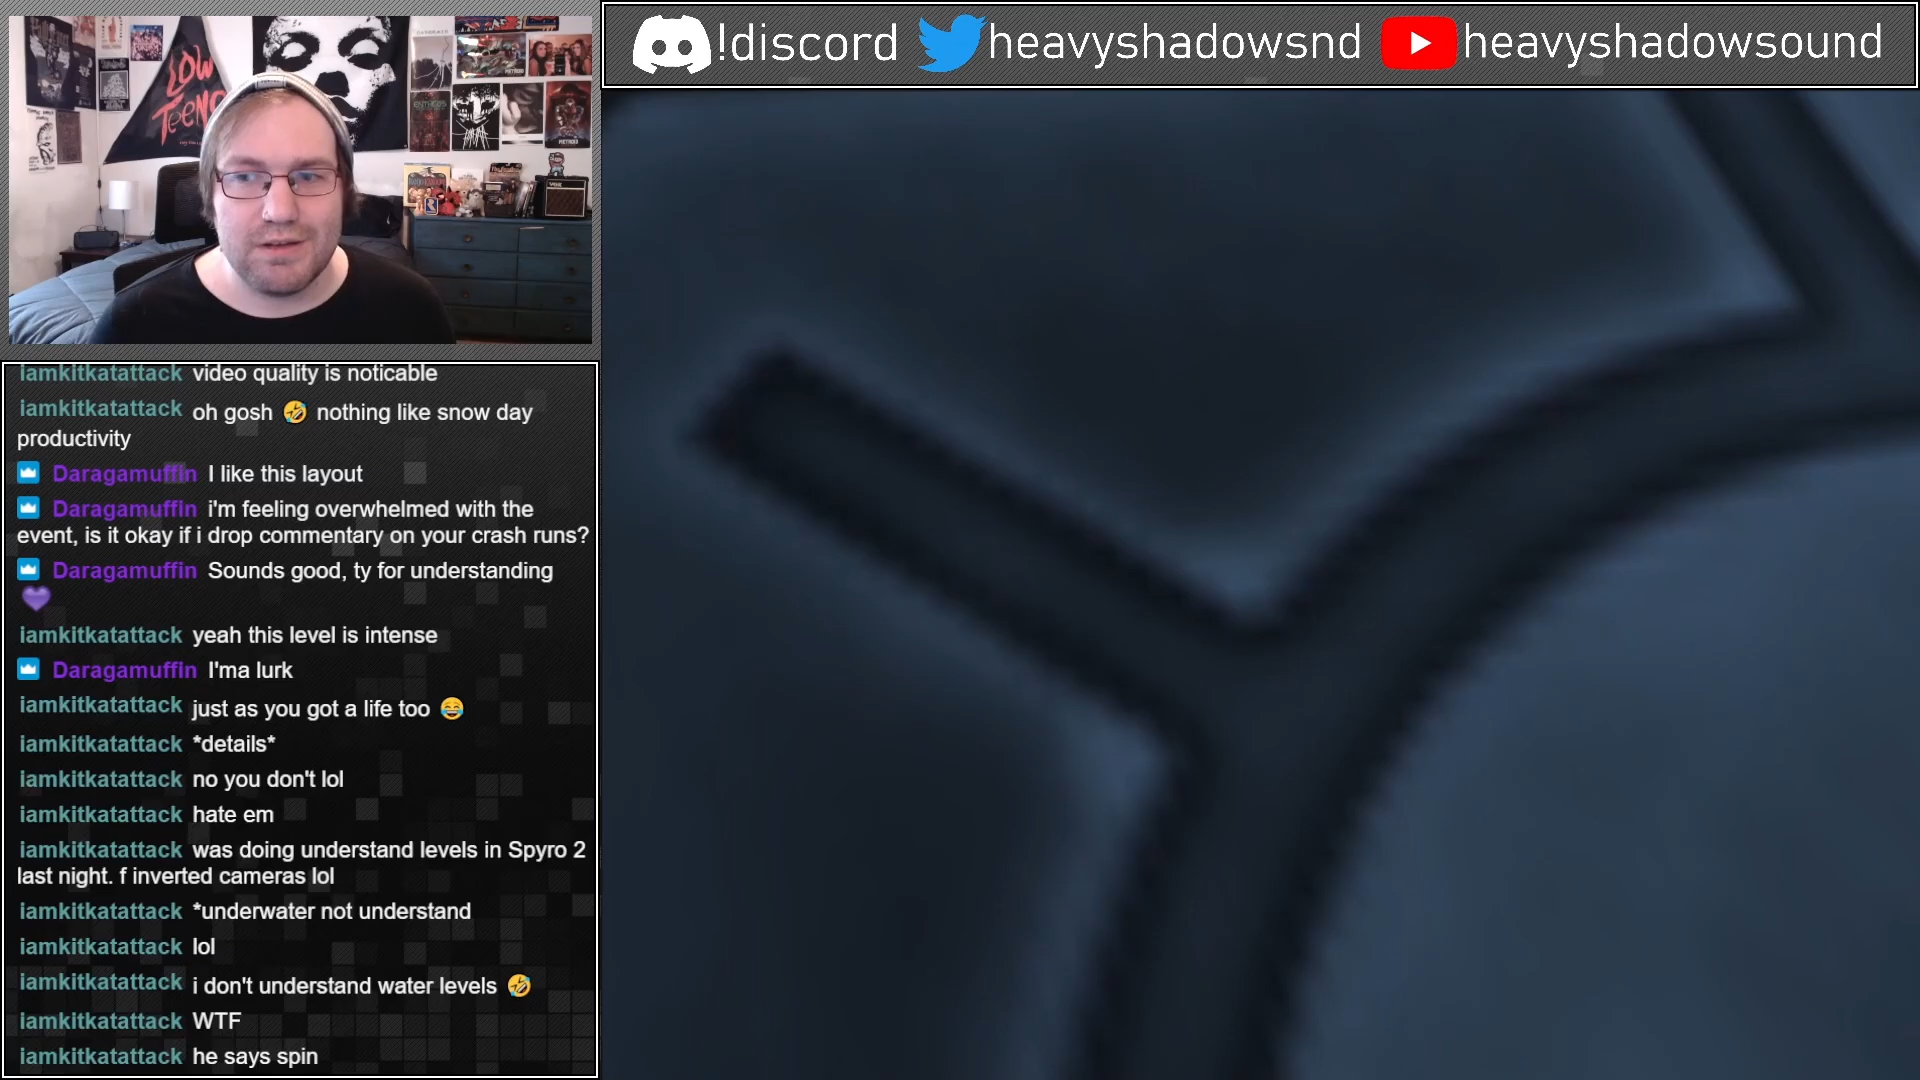 !discord heavyshadowsnd heavyshadowsound
LOW
TEENS
iamkitkatattack video quality is noticable
iamkitkatattack oh gosh 🤣 nothing like snow day
productivity
Daragamuffin I like this layout
Daragamuffin i'm feeling overwhelmed with the
event, is it okay if i drop commentary on your crash runs?
Daragamuffin Sounds good, ty for understanding
💜
iamkitkatattack yeah this level is intense
Daragamuffin I'ma lurk
iamkitkatattack just as you got a life too 😂
iamkitkatattack *details*
iamkitkatattack no you don't lol
iamkitkatattack hate em
iamkitkatattack was doing understand levels in Spyro 2
last night. f inverted cameras lol
iamkitkatattack *underwater not understand
iamkitkatattack lol
iamkitkatattack i don't understand water levels 🤣
iamkitkatattack WTF
iamkitkatattack he says spin